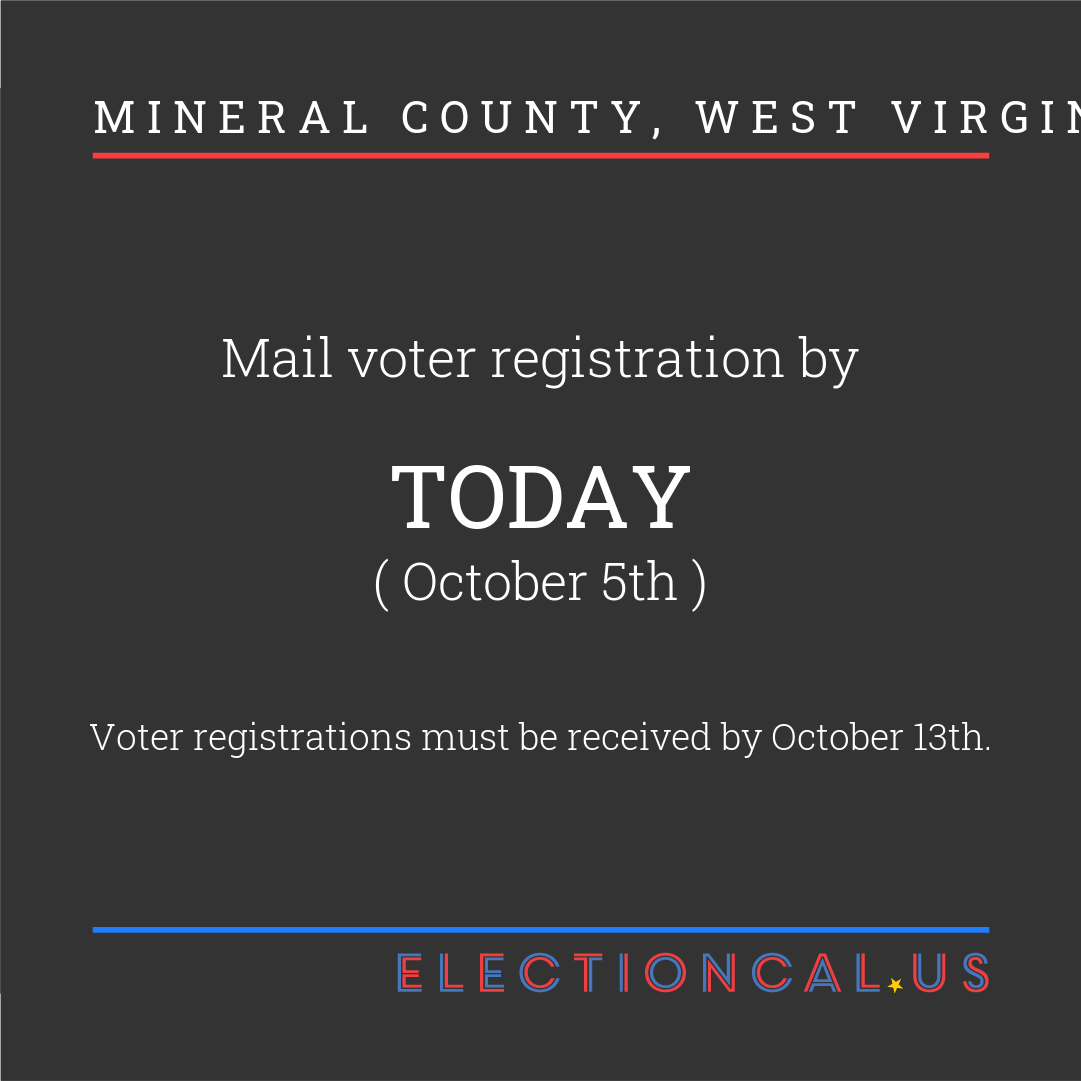 MINERAL COUNTY, WEST VIRGIN
Mail voter registration by
TODAY
( October 5th )
Voter registrations must be received by October 13th.
ELECTIONCAL.US